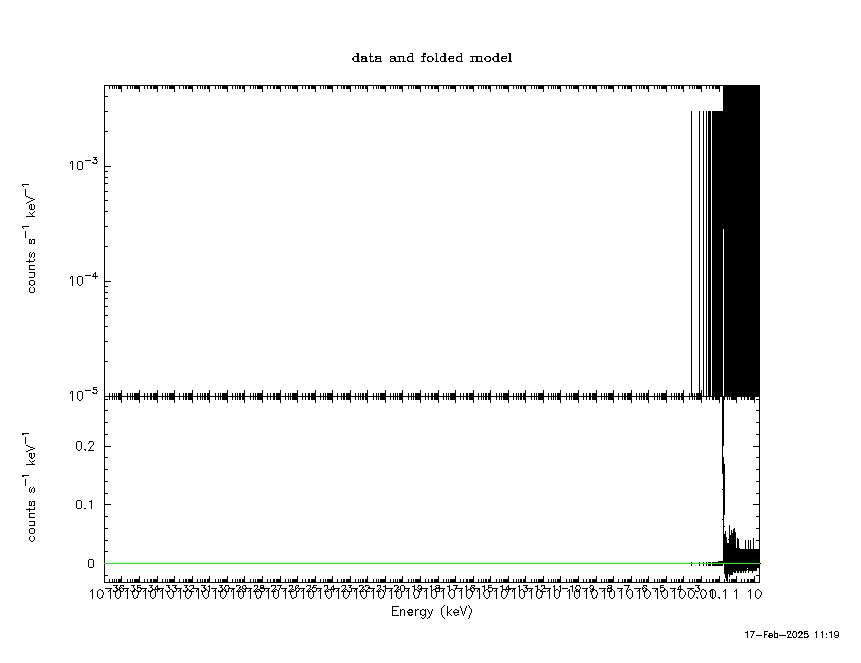 data and folded model
counts s⁻¹ keV⁻¹
10⁻³
10⁻⁴
10⁻⁵
counts s⁻¹ keV⁻¹
0.2
0.1
0
0.1 1 10
Energy (keV)
17-Feb-2025 11:19